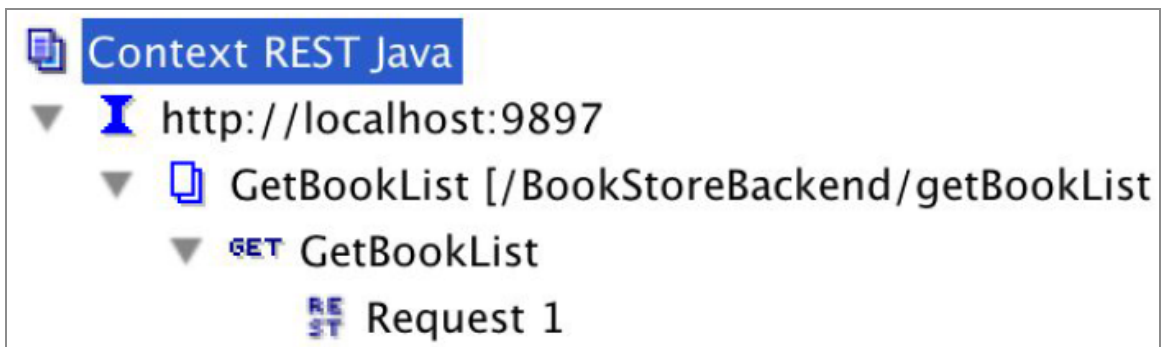 Context REST Java
http://localhost:9897
GetBookList [/BookStoreBackend/getBookList
GET GetBookList
REST Request 1